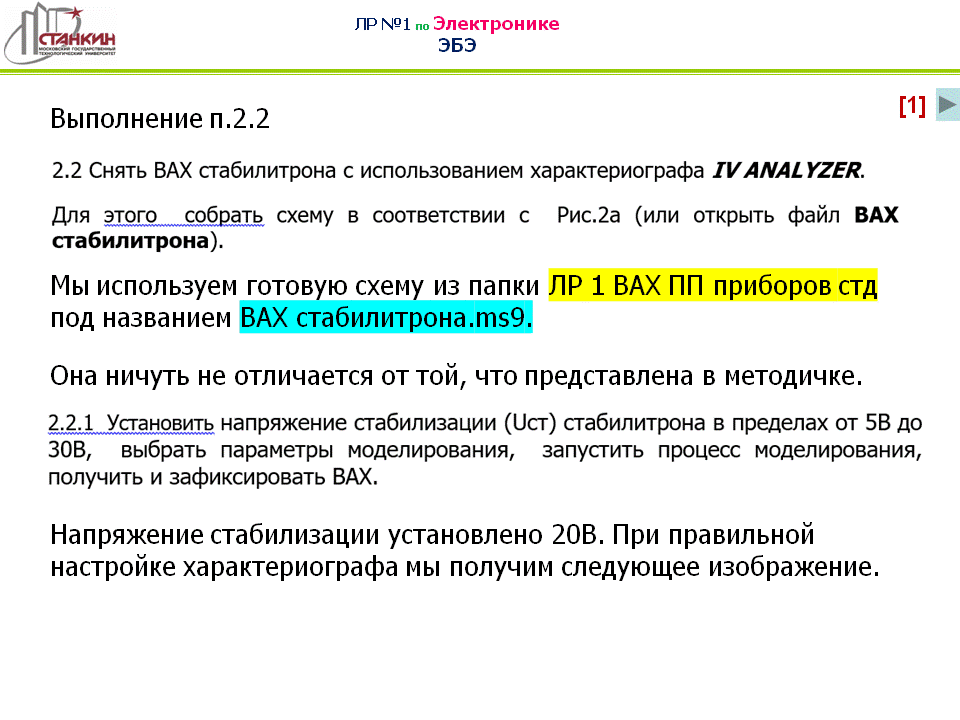 СТАНКИН
МОСКОВСКИЙ ГОСУДАРСТВЕННЫЙ
ТЕХНОЛОГИЧЕСКИЙ УНИВЕРСИТЕТ
ЛР №1 по Электронике
ЭБЭ
[1]
Выполнение п.2.2
2.2 Снять ВАХ стабилитрона с использованием характериографа IV ANALYZER.
Для этого собрать схему в соответствии с Рис.2а (или открыть файл ВАХ
стабилитрона).
Мы используем готовую схему из папки ЛР 1 ВАХ ПП приборов стд
под названием ВАХ стабилитрона.ms9.
Она ничуть не отличается от той, что представлена в методичке.
2.2.1 Установить напряжение стабилизации (Uст) стабилитрона в пределах от 5В до
30В, выбрать параметры моделирования, запустить процесс моделирования,
получить и зафиксировать ВАХ.
Напряжение стабилизации установлено 20В. При правильной
настройке характериографа мы получим следующее изображение.